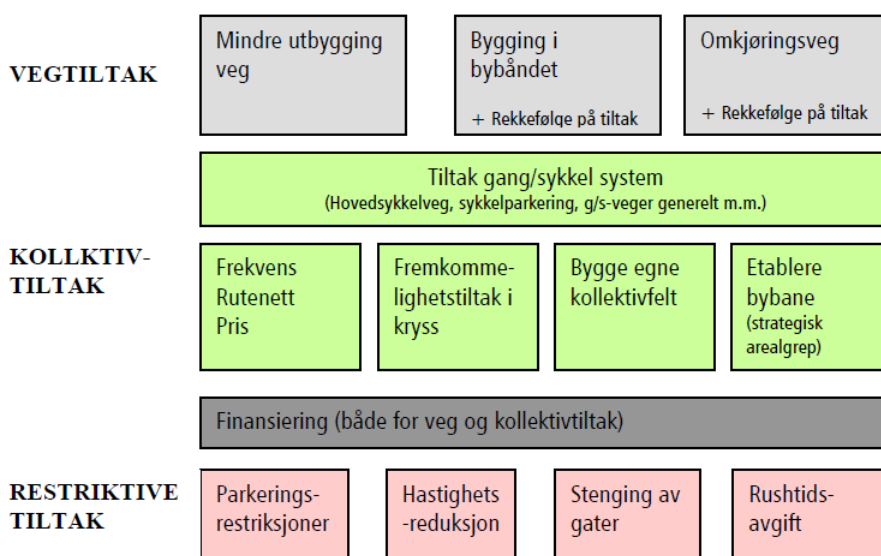 VEGTILTAK
Mindre utbygging
veg
Bygging i
bybåndet
+ Rekkefølge på tiltak
Omkjøringsveg
+ Rekkefølge på tiltak
Tiltak gang/sykkel system
(Hovedsykkelveg, sykkelparkering, g/s-veger generelt m.m.)
KOLLKTIV-
TILTAK
Frekvens
Rutenett
Pris
Fremkomme-
lighetstiltak i
kryss
Bygge egne
kollektivfelt
Etablere
bybane
(strategisk
arealgrep)
Finansiering (både for veg og kollektivtiltak)
RESTRIKTIVE
TILTAK
Parkerings-
restriksjoner
Hastighets
-reduksjon
Stenging av
gater
Rushtids-
avgift